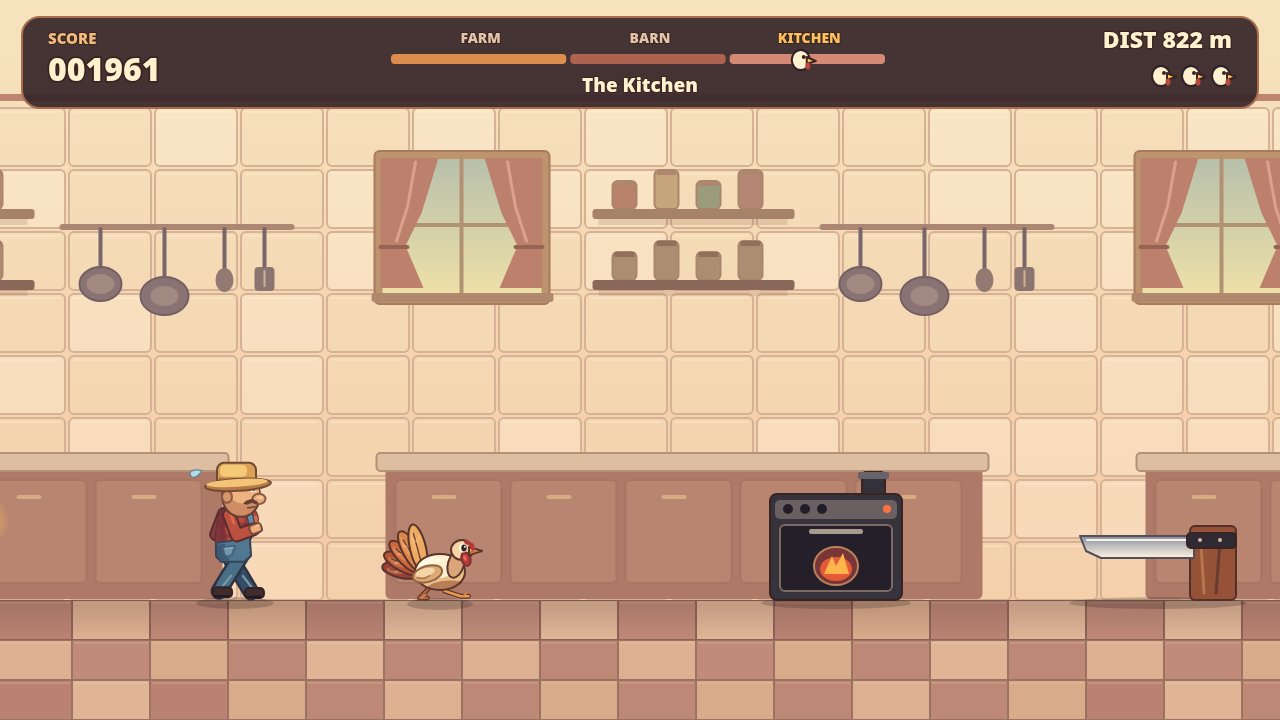 SCORE
001961
FARM
BARN
KITCHEN
The Kitchen
DIST 822 m